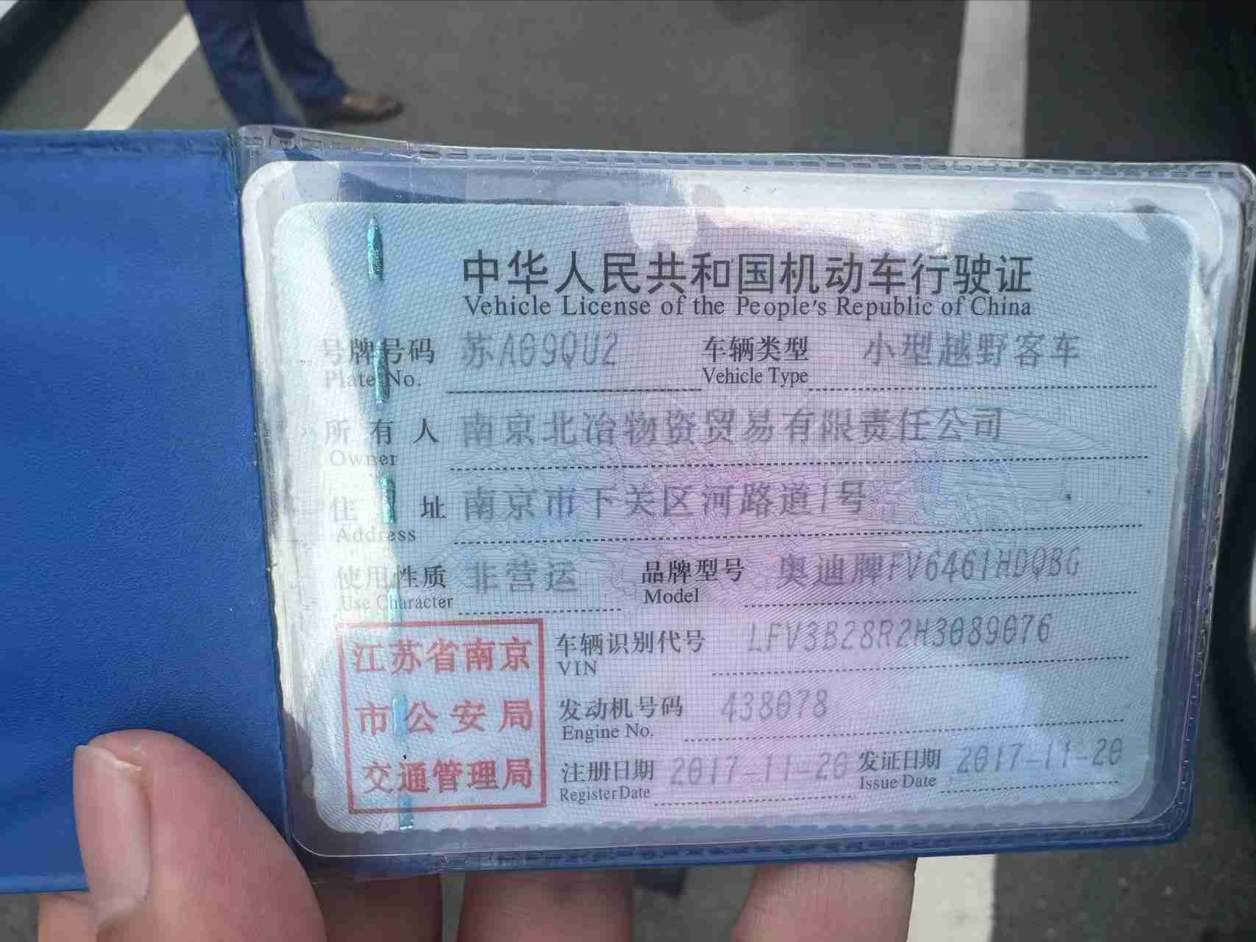 中华人民共和国机动车行驶证
Vehicle License of the People's Republic of China
号牌号码 苏A09QU2 车辆类型 小型越野客车
Plate No. Vehicle Type
所有人 南京北冶物资贸易有限责任公司
Owner
住址 南京市下关区河路道1号
Address
使用性质 非营运 品牌型号 奥迪牌FV6461HDQBG
Use Character Model
江苏省南京
市公安局
交通管理局
车辆识别代号 LFV3B28R2H3089076
VIN
发动机号码 438078
Engine No.
注册日期 2017-11-20 发证日期 2017-11-20
Register Date Issue Date